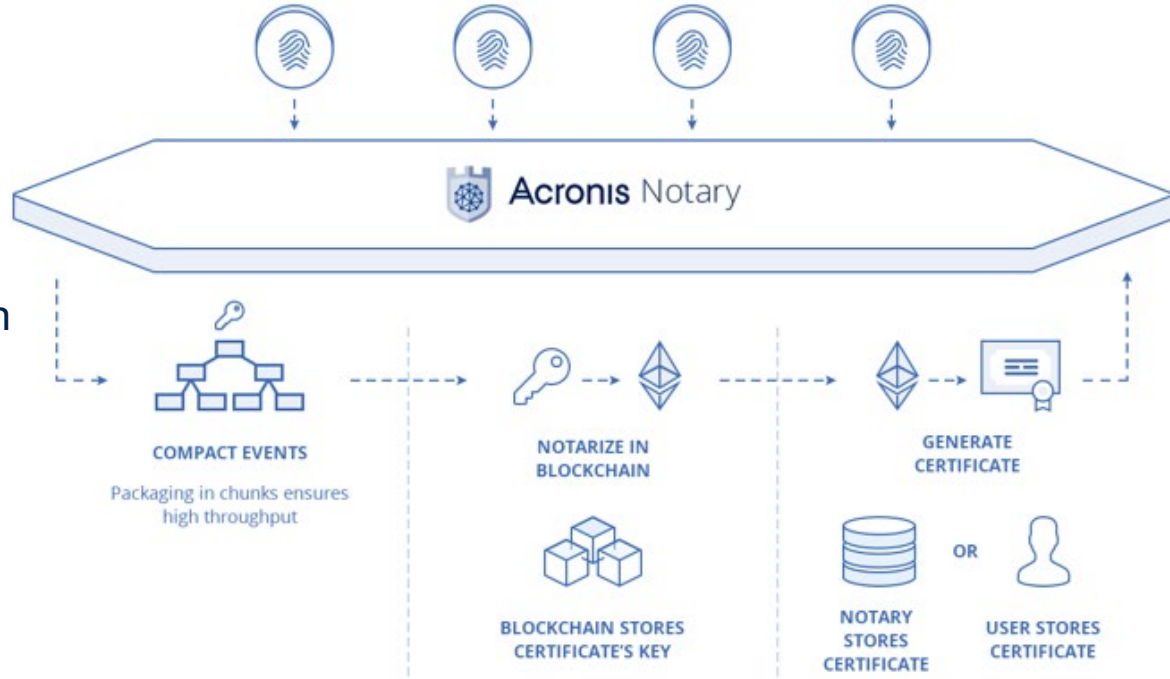 Acronis Notary
n
COMPACT EVENTS
Packaging in chunks ensures
high throughput
NOTARIZE IN
BLOCKCHAIN
BLOCKCHAIN STORES
CERTIFICATE'S KEY
GENERATE
CERTIFICATE
OR
NOTARY
STORES
CERTIFICATE
USER STORES
CERTIFICATE